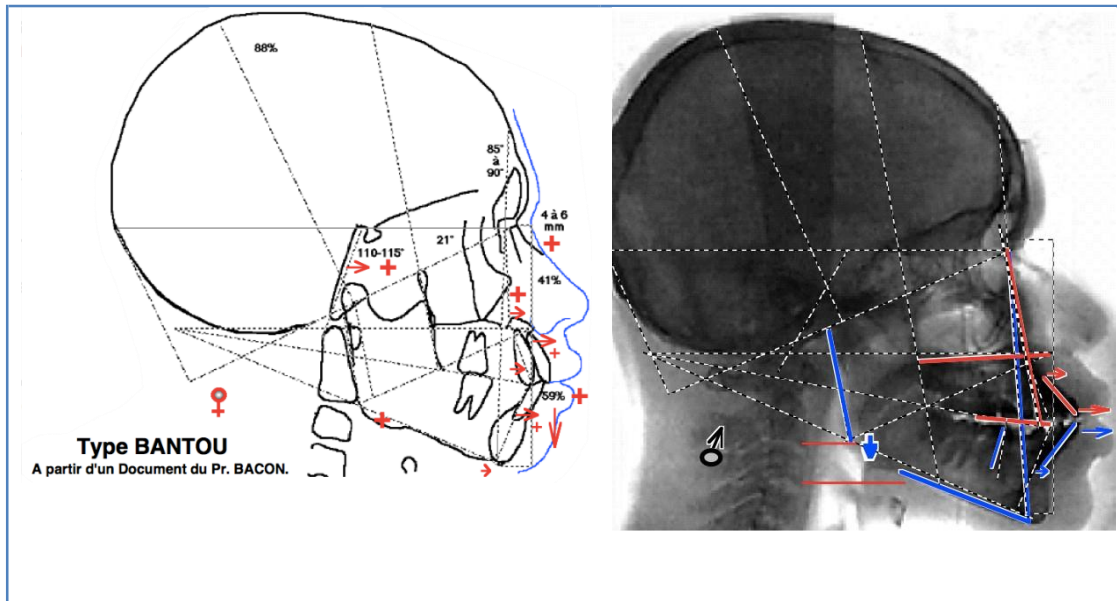 88%
85°
à
90°
4 à 6
mm
+
110-115°
+
21°
41%
+
+
59%
+
+
+
Type BANTOU
A partir d'un Document du Pr. BACON.